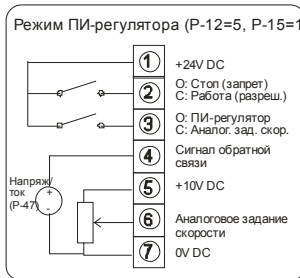 Режим ПИ-регулятора (P-12=5, P-15=1
1
+24V DC
2
О: Стоп (запрет)
С: Работа (разреш.)
3
О: ПИ-регулятор
С: Аналог. зад. скор.
4
Сигнал обратной
связи
Напряж/
ток
(P-47)
+
-
5
+10V DC
6
Аналоговое задание
скорости
7
0V DC